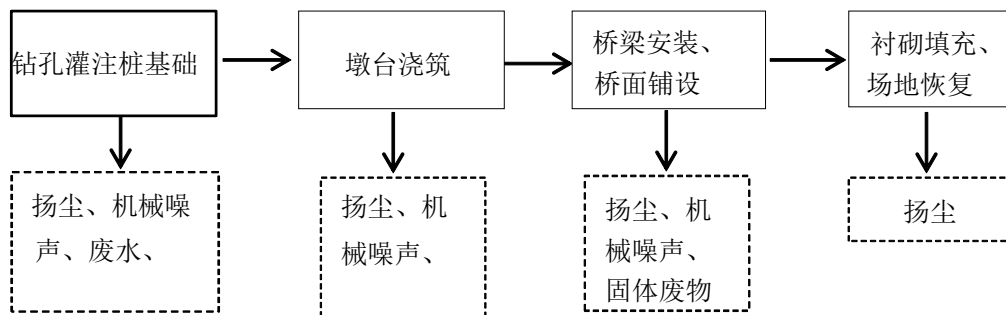 钻孔灌注桩基础
墩台浇筑
桥梁安装、
桥面铺设
衬砌填充、
场地恢复
扬尘、机械噪
声、废水、
扬尘、机
械噪声、
扬尘、机
械噪声、
固体废物
扬尘